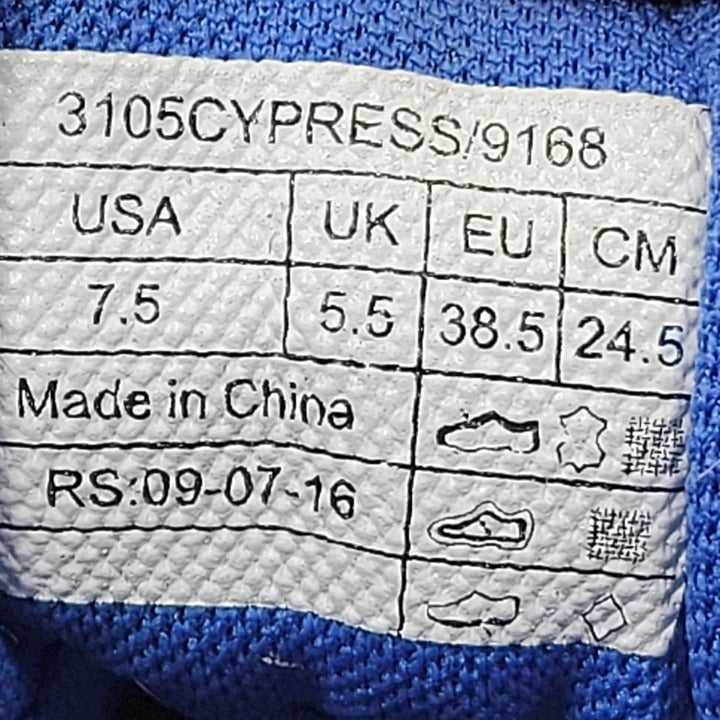 3105CYPRESS/9168
USA UK EU CM
7.5 5.5 38.5 24.5
Made in China
RS:09-07-16